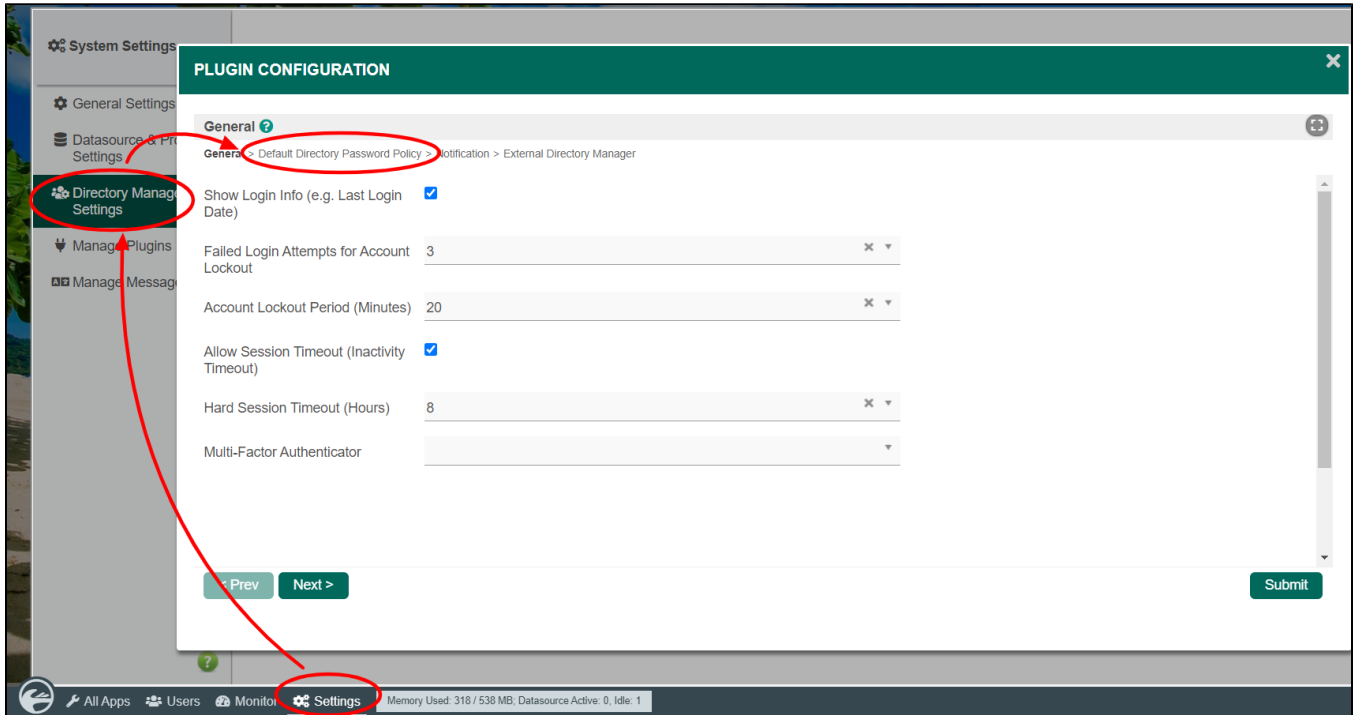 System Settings
PLUGIN CONFIGURATION
General Settings
Datasource & Pro
Settings
Directory Manage
Settings
Manage Plugins
Manage Messag
General
General > Default Directory Password Policy > Notification > External Directory Manager
Show Login Info (e.g. Last Login
Date)
Failed Login Attempts for Account
Lockout
3
Account Lockout Period (Minutes)
20
Allow Session Timeout (Inactivity
Timeout)
Hard Session Timeout (Hours)
8
Multi-Factor Authenticator
< Prev
Next >
Submit
All Apps
Users
Monitor
Settings
Memory Used: 318 / 538 MB; Datasource Active: 0, Idle: 1